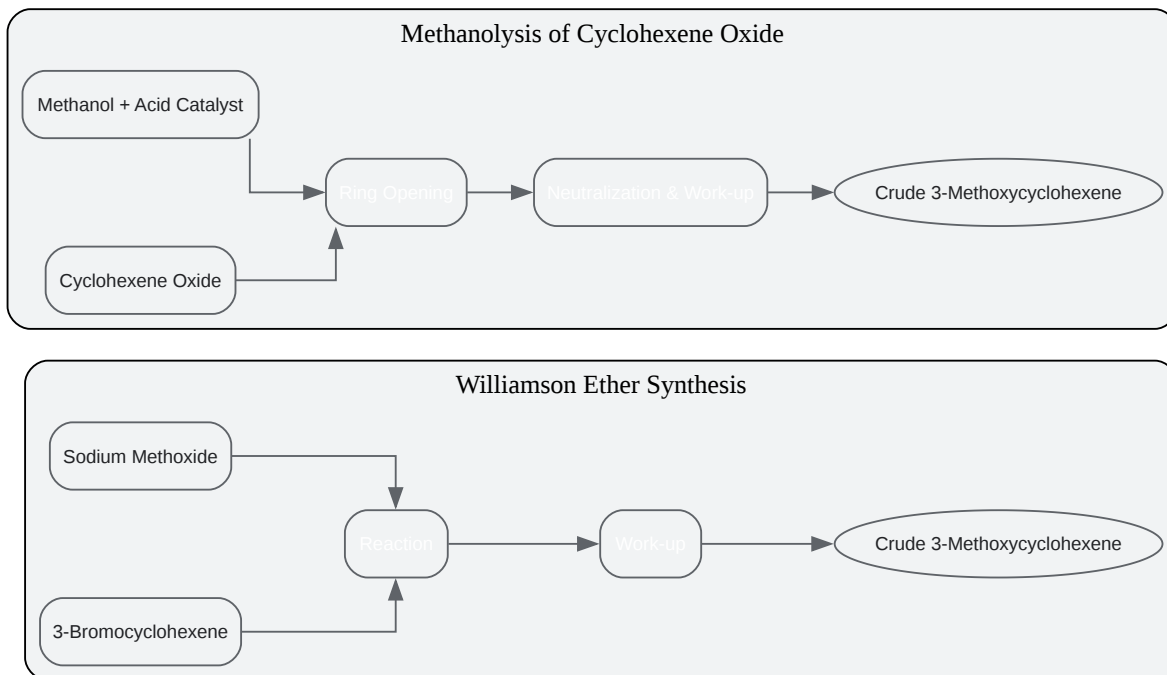 Methanolysis of Cyclohexene Oxide
Methanol + Acid Catalyst
Ring Opening
Neutralization & Work-up
Crude 3-Methoxycyclohexene
Cyclohexene Oxide
Williamson Ether Synthesis
Sodium Methoxide
Reaction
Work-up
Crude 3-Methoxycyclohexene
3-Bromocyclohexene